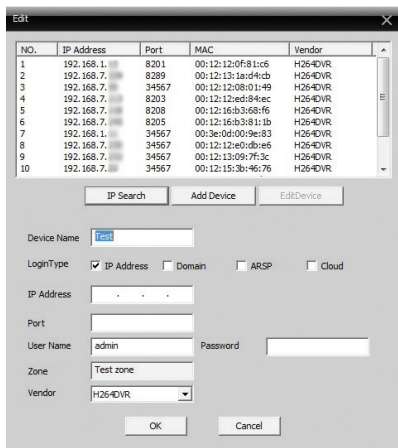 Edit
NO. IP Address Port MAC Vendor
1 192.168.1. 8201 00:12:12:0f:81:c6 H264DVR
2 192.168.7. 8289 00:12:13:1a:d4:cb H264DVR
3 192.168.7. 34567 00:12:12:08:01:49 H264DVR
4 192.168.7. 8203 00:12:12:ed:84:ec H264DVR
5 192.168.7. 8208 00:12:16:b3:68:f6 H264DVR
6 192.168.7. 8205 00:12:16:b3:81:1b H264DVR
7 192.168.1. 34567 00:3e:0d:00:9e:83 H264DVR
8 192.168.7. 34567 00:12:12:e0:db:e6 H264DVR
9 192.168.7. 34567 00:12:13:09:7f:3c H264DVR
10 192.168.7. 34567 00:12:15:3b:46:76 H264DVR
IP Search Add Device EditDevice
Device Name Test
LoginType IP Address Domain ARSP Cloud
IP Address . . .
Port
User Name admin Password
Zone Test zone
Vendor H264DVR
OK Cancel